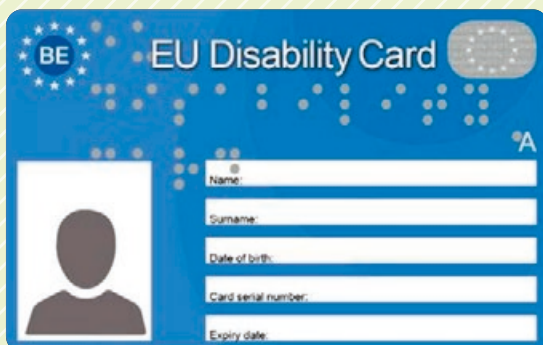 BE
EU Disability Card
A
Name:
Surname:
Date of birth:
Card serial number:
Expiry date: